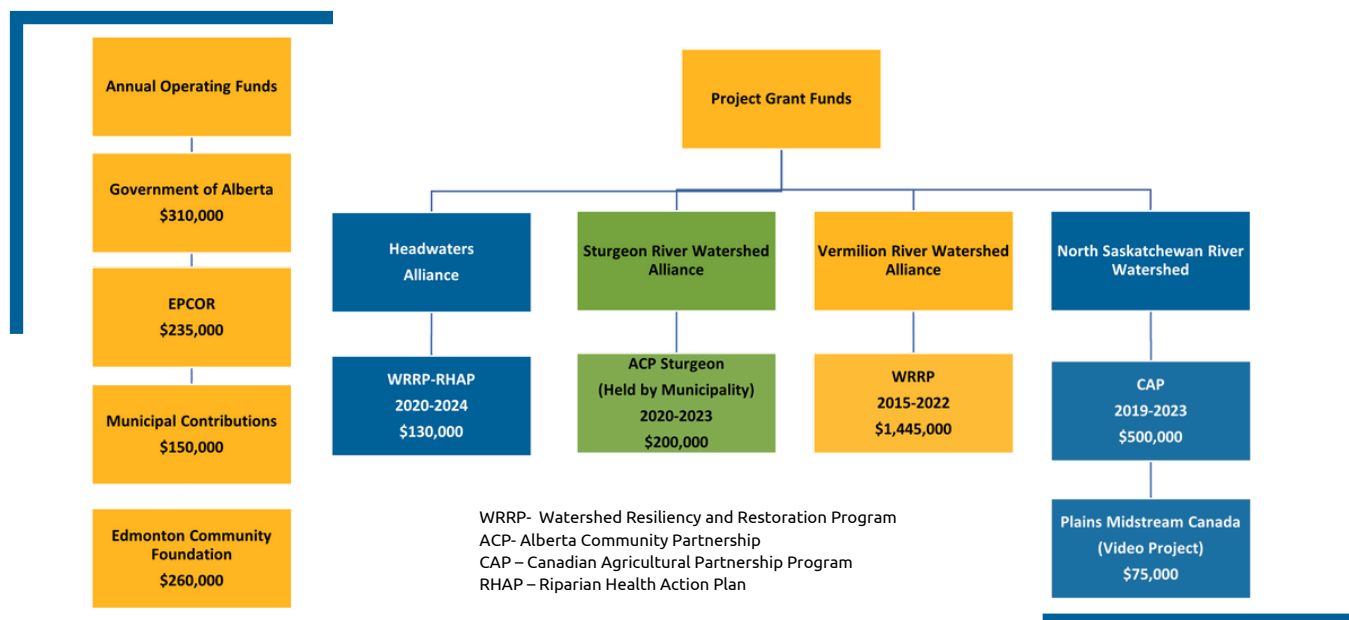 Annual Operating Funds
Government of Alberta
$310,000
EPCOR
$235,000
Municipal Contributions
$150,000
Edmonton Community
Foundation
$260,000
Project Grant Funds
Headwaters
Alliance
WRRP-RHAP
2020-2024
$130,000
Sturgeon River Watershed
Alliance
ACP Sturgeon
(Held by Municipality)
2020-2023
$200,000
Vermilion River Watershed
Alliance
WRRP
2015-2022
$1,445,000
North Saskatchewan River
Watershed
CAP
2019-2023
$500,000
Plains Midstream Canada
(Video Project)
$75,000
WRRP-  Watershed Resiliency and Restoration Program
ACP- Alberta Community Partnership
CAP – Canadian Agricultural Partnership Program
RHAP – Riparian Health Action Plan